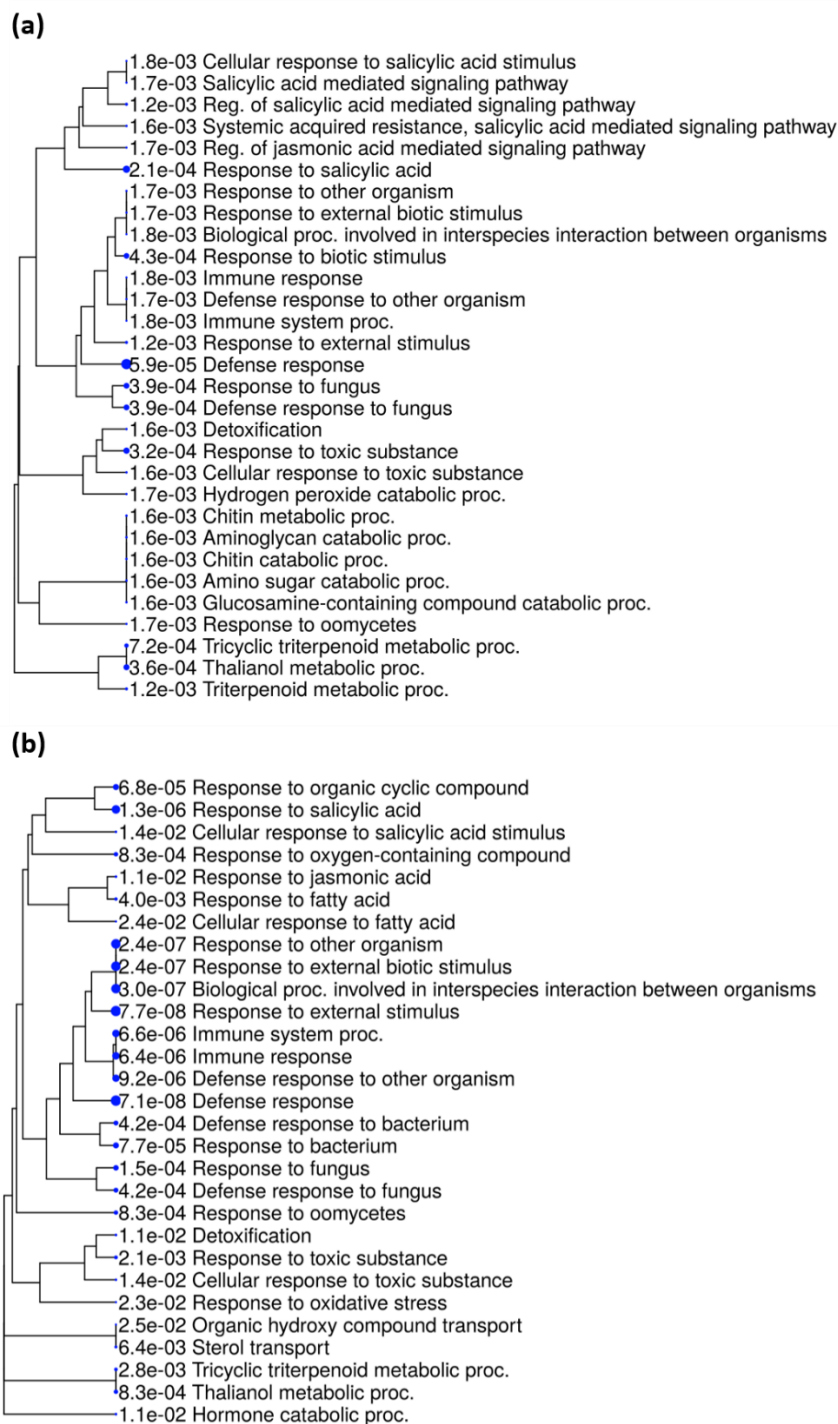 (a)
1.8e-03 Cellular response to salicylic acid stimulus
1.7e-03 Salicylic acid mediated signaling pathway
1.2e-03 Reg. of salicylic acid mediated signaling pathway
1.6e-03 Systemic acquired resistance, salicylic acid mediated signaling pathway
1.7e-03 Reg. of jasmonic acid mediated signaling pathway
2.1e-04 Response to salicylic acid
1.7e-03 Response to other organism
1.7e-03 Response to external biotic stimulus
1.8e-03 Biological proc. involved in interspecies interaction between organisms
4.3e-04 Response to biotic stimulus
1.8e-03 Immune response
1.7e-03 Defense response to other organism
1.8e-03 Immune system proc.
1.2e-03 Response to external stimulus
5.9e-05 Defense response
3.9e-04 Response to fungus
3.9e-04 Defense response to fungus
1.6e-03 Detoxification
3.2e-04 Response to toxic substance
1.6e-03 Cellular response to toxic substance
1.7e-03 Hydrogen peroxide catabolic proc.
1.6e-03 Chitin metabolic proc.
1.6e-03 Aminoglycan catabolic proc.
1.6e-03 Chitin catabolic proc.
1.6e-03 Amino sugar catabolic proc.
1.6e-03 Glucosamine-containing compound catabolic proc.
1.7e-03 Response to oomycetes
7.2e-04 Tricyclic triterpenoid metabolic proc.
3.6e-04 Thalianol metabolic proc.
1.2e-03 Triterpenoid metabolic proc.
(b)
6.8e-05 Response to organic cyclic compound
1.3e-06 Response to salicylic acid
1.4e-02 Cellular response to salicylic acid stimulus
8.3e-04 Response to oxygen-containing compound
1.1e-02 Response to jasmonic acid
4.0e-03 Response to fatty acid
2.4e-02 Cellular response to fatty acid
2.4e-07 Response to other organism
2.4e-07 Response to external biotic stimulus
3.0e-07 Biological proc. involved in interspecies interaction between organisms
7.7e-08 Response to external stimulus
6.6e-06 Immune system proc.
6.4e-06 Immune response
9.2e-06 Defense response to other organism
7.1e-08 Defense response
4.2e-04 Defense response to bacterium
7.7e-05 Response to bacterium
1.5e-04 Response to fungus
4.2e-04 Defense response to fungus
8.3e-04 Response to oomycetes
1.1e-02 Detoxification
2.1e-03 Response to toxic substance
1.4e-02 Cellular response to toxic substance
2.3e-02 Response to oxidative stress
2.5e-02 Organic hydroxy compound transport
6.4e-03 Sterol transport
2.8e-03 Tricyclic triterpenoid metabolic proc.
8.3e-04 Thalianol metabolic proc.
1.1e-02 Hormone catabolic proc.